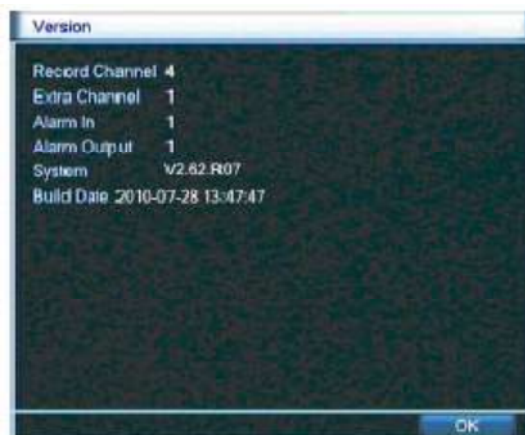 Version
Record Channel 4
Extra Channel 1
Alarm In 1
Alarm Output 1
System V2.62.R07
Build Date :2010-07-28 13:47:47
OK